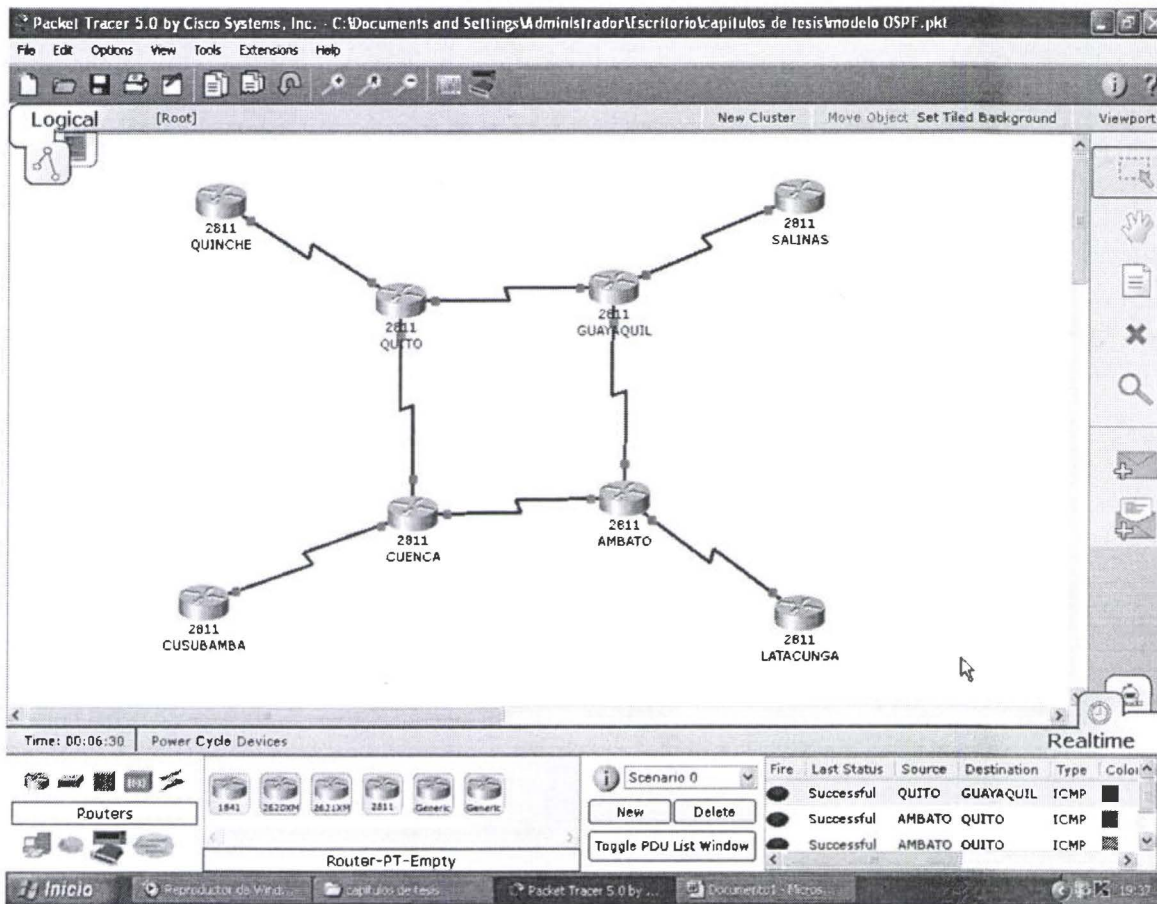 Packet Tracer 5.0 by Cisco Systems, Inc. - C:\Documents and Settings\Administrador\Escritorio\capitulos de tesis\modelo OSPF.pkt
File Edit Options View Tools Extensions Help
Logical [Root] New Cluster Move Object Set Tiled Background Viewport
2811
QUINCHE
2811
SALINAS
2811
QUITO
2811
GUAYAQUIL
2811
CUENCA
2811
AMBATO
2811
CUSUBAMBA
2811
LATACUNGA
Time: 00:06:30 Power Cycle Devices Realtime
Routers
1841 2620XM 2621XM 2811 Generic Generic
Router-PT-Empty
Scenario 0
New Delete
Toggle PDU List Window
Fire Last Status Source Destination Type Color
Successful QUITO GUAYAQUIL ICMP
Successful AMBATO QUITO ICMP
Successful AMBATO QUITO ICMP
Inicio Reproductor de Wind... capitulos de tesis Packet Tracer 5.0 by ... Documento1 - Micros... 19:37